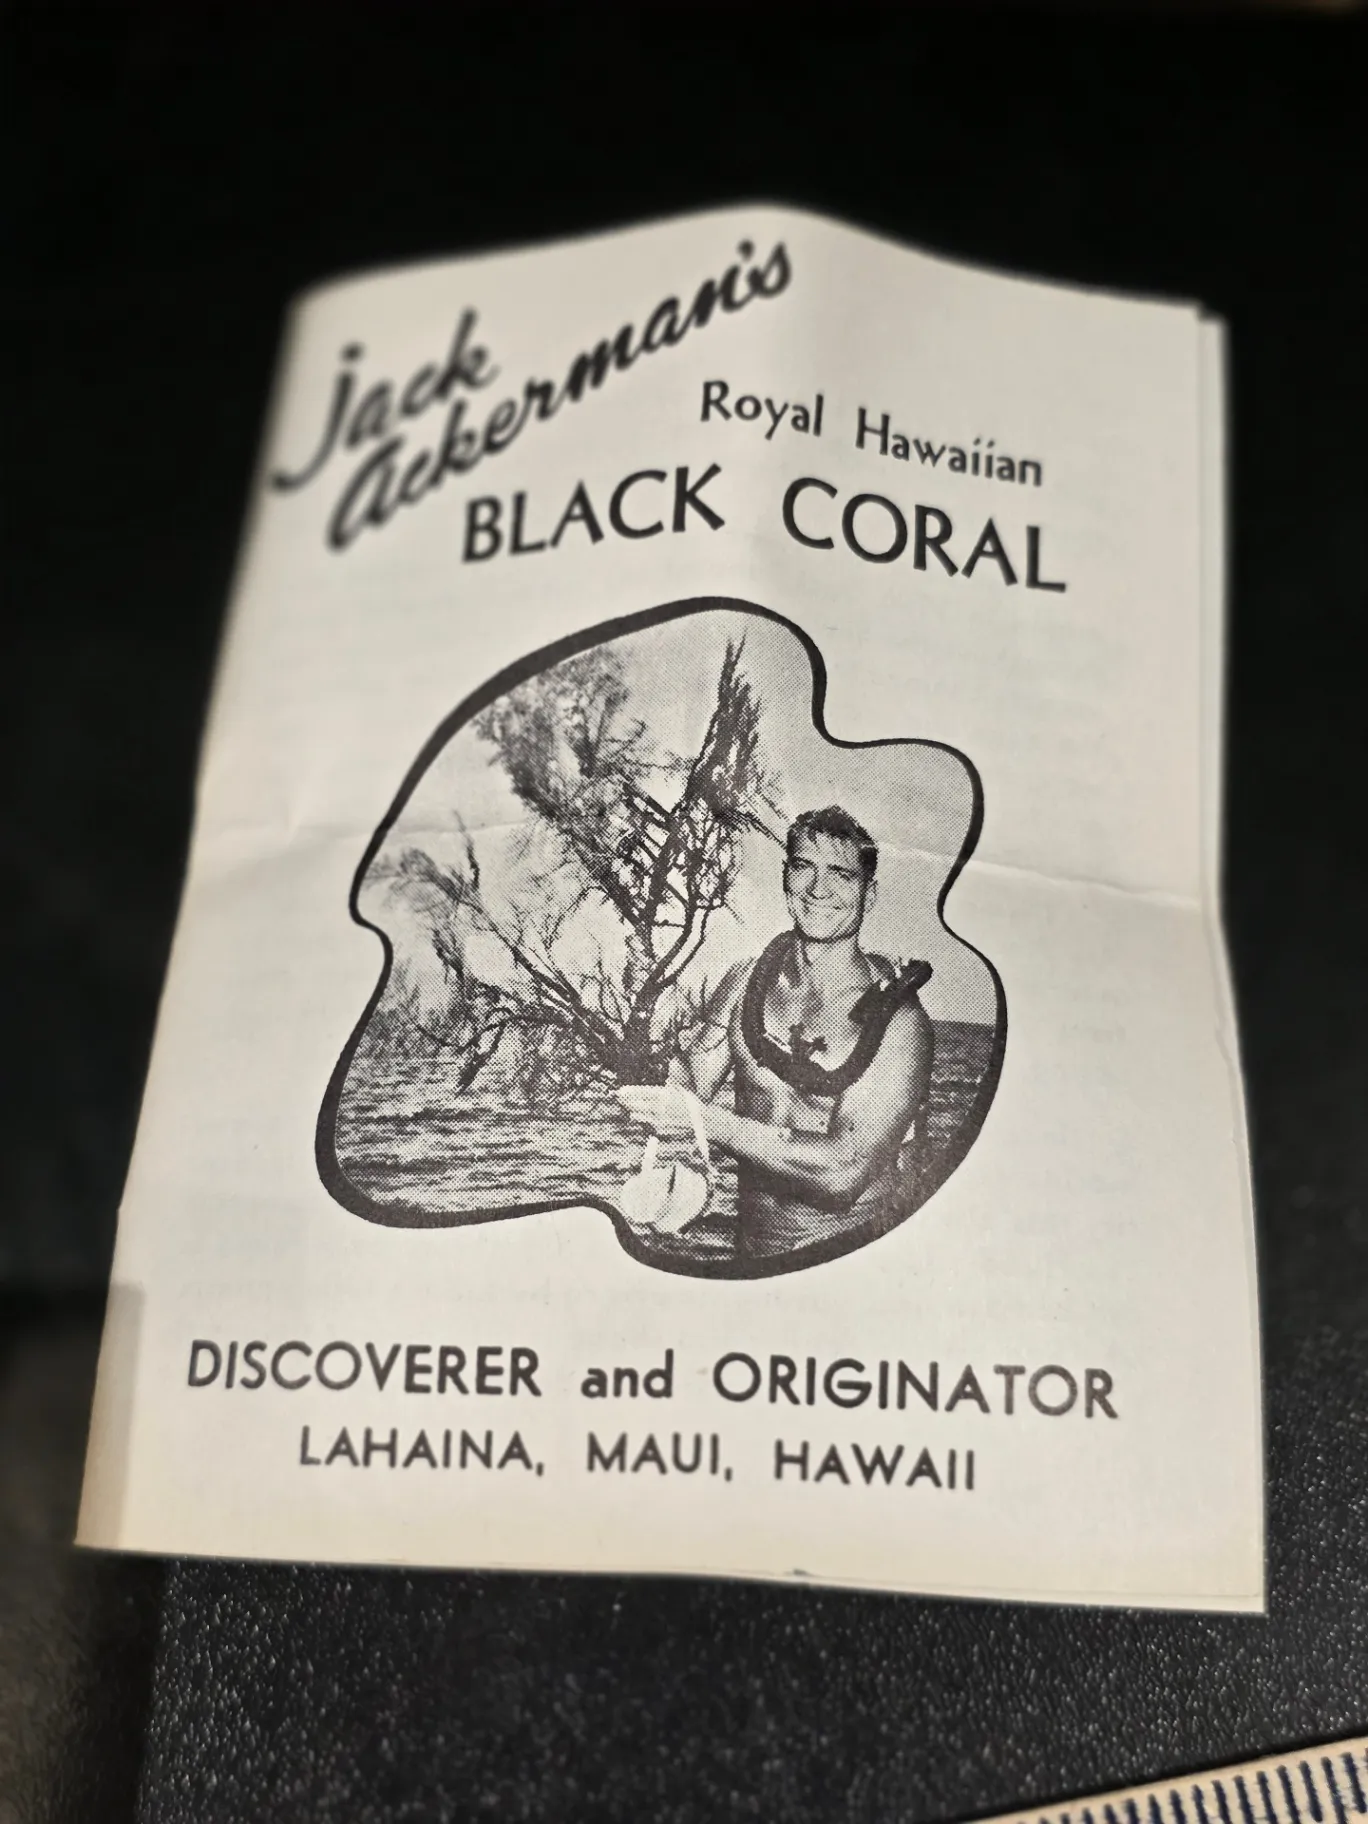 Jack
Ackerman's
Royal Hawaiian
BLACK CORAL
DISCOVERER and ORIGINATOR
LAHAINA, MAUI, HAWAII